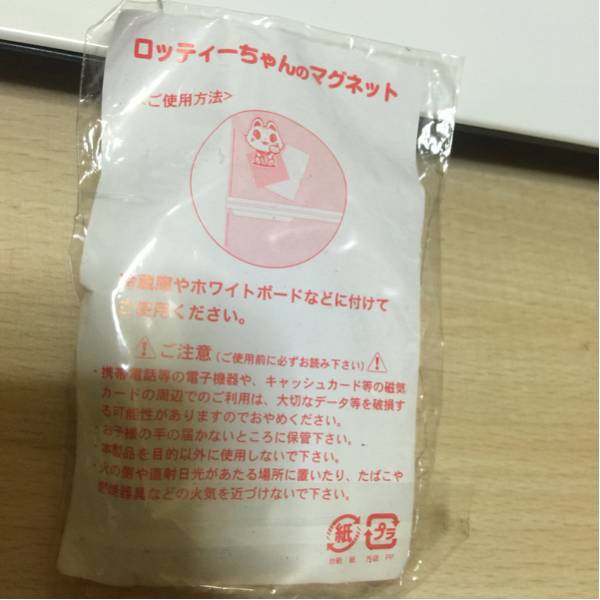 ロッティーちゃんのマグネット
<ご使用方法>
冷蔵庫やホワイトボードなどに付けて
ご使用ください。
ご注意(ご使用前に必ずお読み下さい)
・携帯電話等の電子機器や、キャッシュカード等の磁気
カードの周辺でのご利用は、大切なデータ等を破損す
る可能性がありますのでおやめください。
・お子様の手の届かないところに保管下さい。
・本製品を目的以外に使用しないで下さい。
・火の側や直射日光があたる場所に置いたり、たばこや
燃焼器具などの火気を近づけないで下さい。
紙 プラ
台紙:紙 汚袋:PP